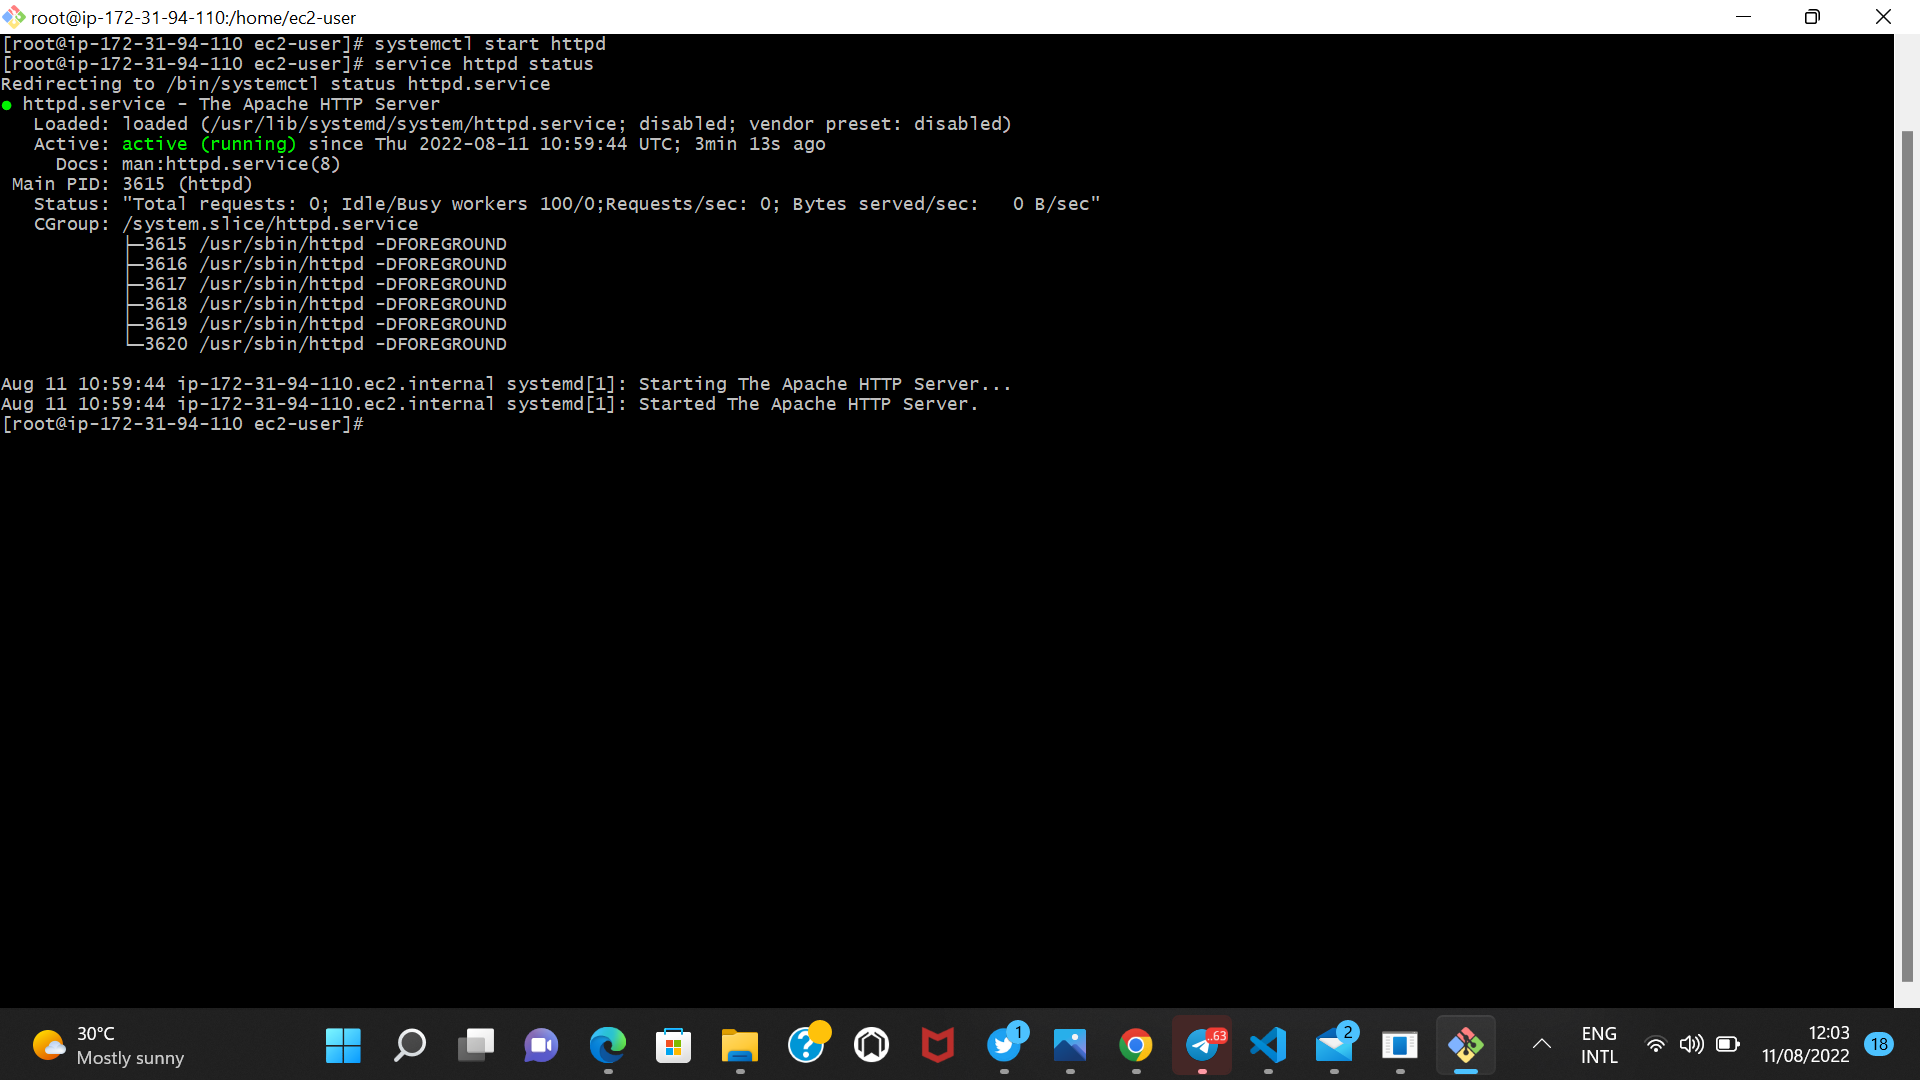 root@ip-172-31-94-110:/home/ec2-user
[root@ip-172-31-94-110 ec2-user]# systemctl start httpd
[root@ip-172-31-94-110 ec2-user]# service httpd status
Redirecting to /bin/systemctl status httpd.service
● httpd.service - The Apache HTTP Server
Loaded: loaded (/usr/lib/systemd/system/httpd.service; disabled; vendor preset: disabled)
Active: active (running) since Thu 2022-08-11 10:59:44 UTC; 3min 13s ago
Docs: man:httpd.service(8)
Main PID: 3615 (httpd)
Status: "Total requests: 0; Idle/Busy workers 100/0;Requests/sec: 0; Bytes served/sec:   0 B/sec"
CGroup: /system.slice/httpd.service
├─3615 /usr/sbin/httpd -DFOREGROUND
├─3616 /usr/sbin/httpd -DFOREGROUND
├─3617 /usr/sbin/httpd -DFOREGROUND
├─3618 /usr/sbin/httpd -DFOREGROUND
├─3619 /usr/sbin/httpd -DFOREGROUND
└─3620 /usr/sbin/httpd -DFOREGROUND
Aug 11 10:59:44 ip-172-31-94-110.ec2.internal systemd[1]: Starting The Apache HTTP Server...
Aug 11 10:59:44 ip-172-31-94-110.ec2.internal systemd[1]: Started The Apache HTTP Server.
[root@ip-172-31-94-110 ec2-user]#
30°C
Mostly sunny
1
..63
2
ENG
INTL
12:03
11/08/2022
18